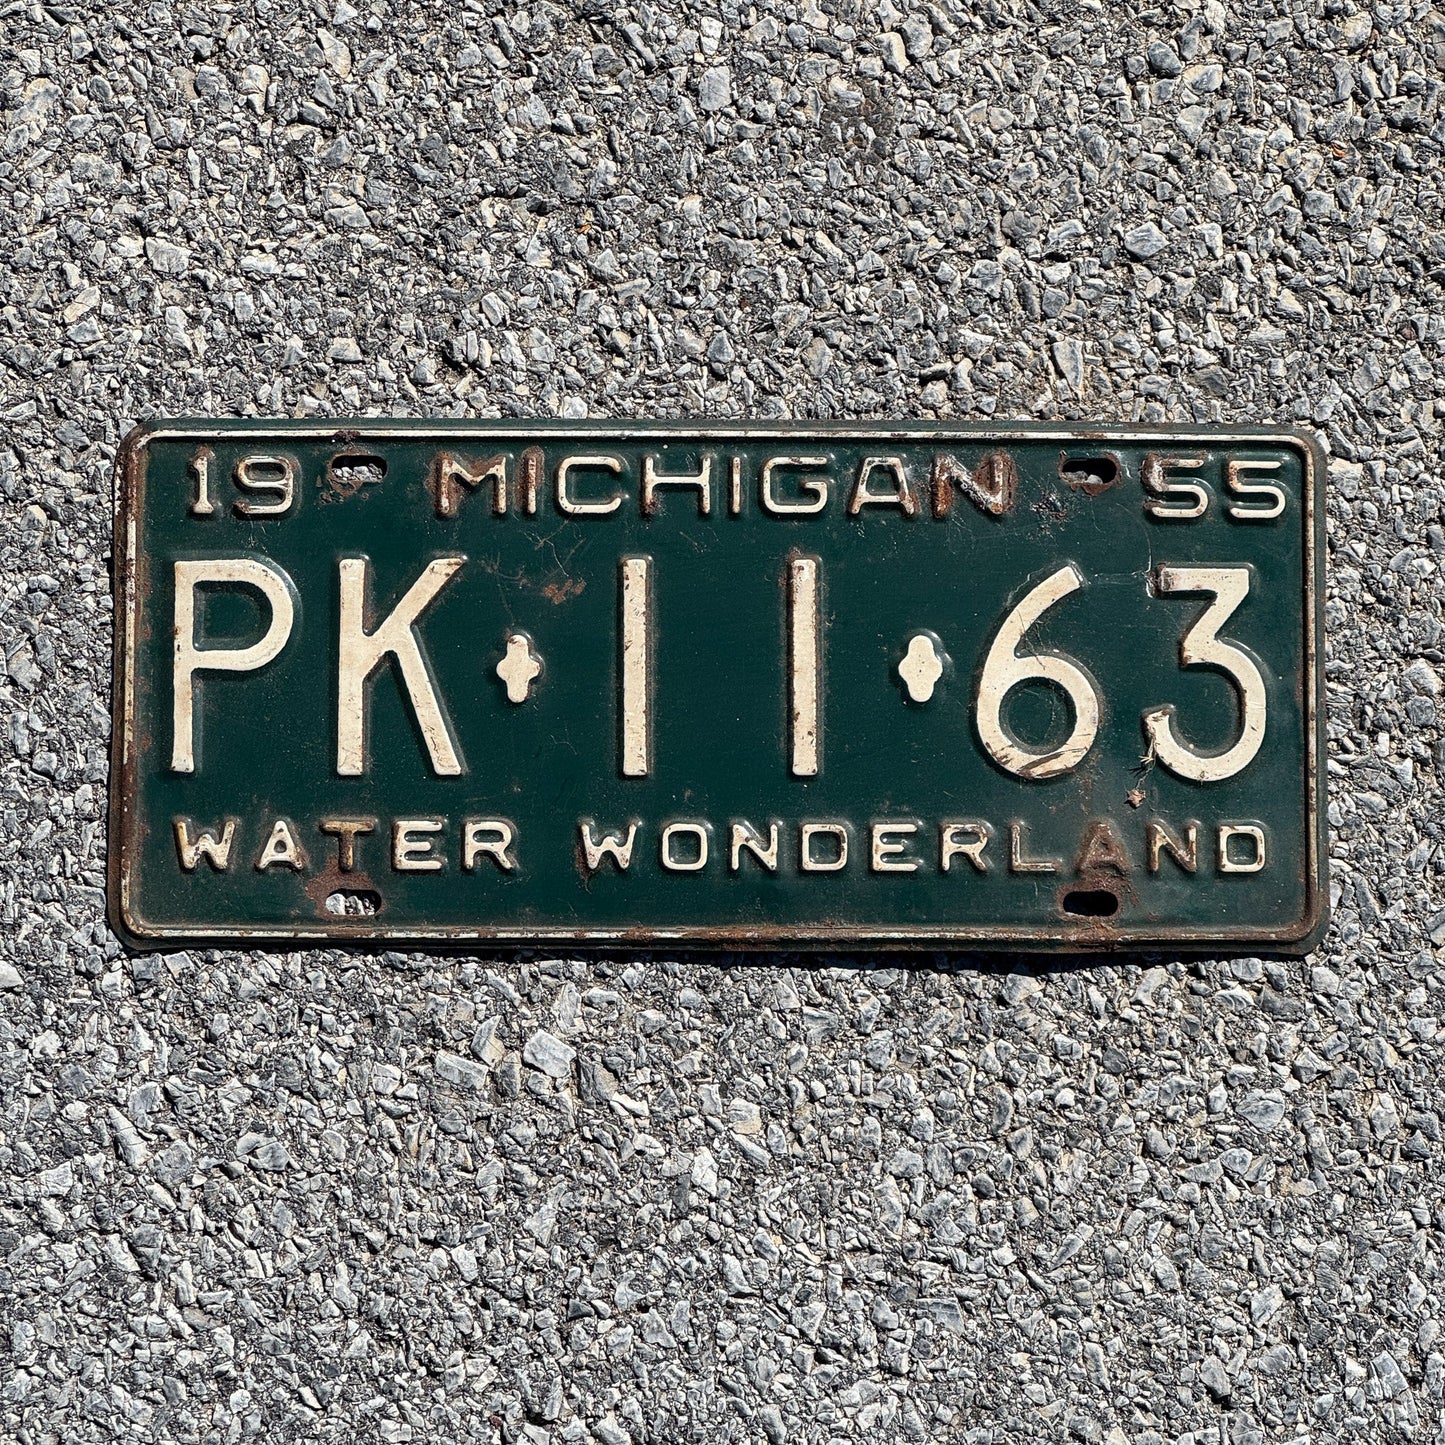 19 MICHIGAN 55
PK·11·63
WATER WONDERLAND